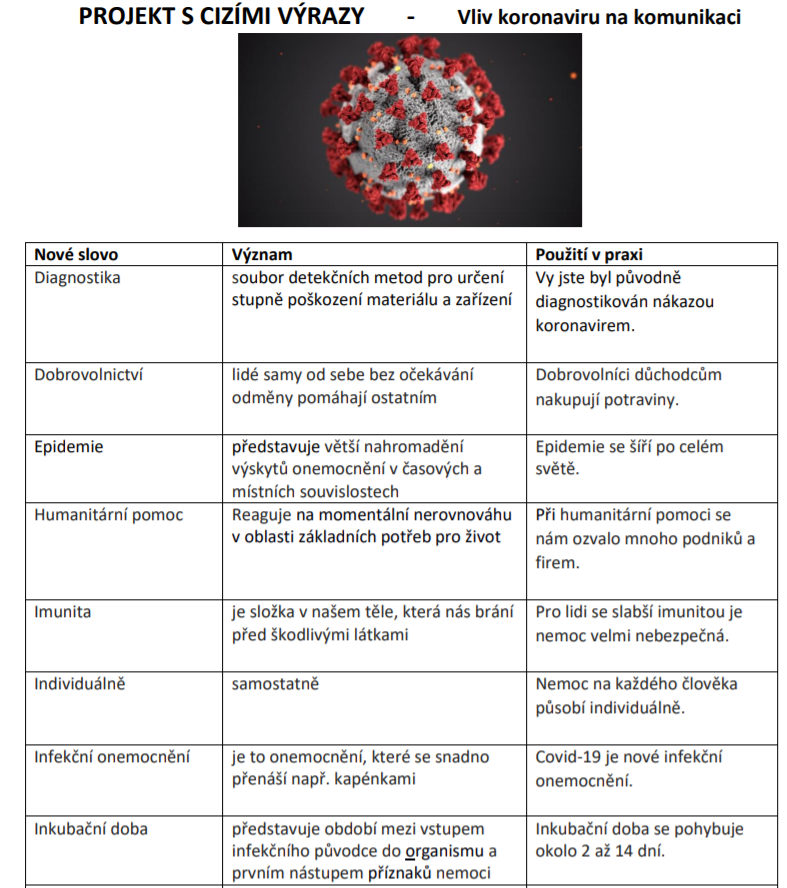 PROJEKT S CIZÍMI VÝRAZY - Vliv koronaviru na komunikaci
Nové slovo
Význam
Použití v praxi
Diagnostika
soubor detekčních metod pro určení
stupně poškození materiálu a zařízení
Vy jste byl původně
diagnostikován nákazou
koronavirem.
Dobrovolnictví
lidé samy od sebe bez očekávání
odměny pomáhají ostatním
Dobrovolníci důchodcům
nakupují potraviny.
Epidemie
představuje větší nahromadění
výskytů onemocnění v časových a
místních souvislostech
Epidemie se šíří po celém
světě.
Humanitární pomoc
Reaguje na momentální nerovnováhu
v oblasti základních potřeb pro život
Při humanitární pomoci se
nám ozvalo mnoho podniků a
firem.
Imunita
je složka v našem těle, která nás brání
před škodlivými látkami
Pro lidi se slabší imunitou je
nemoc velmi nebezpečná.
Individuálně
samostatně
Nemoc na každého člověka
působí individuálně.
Infekční onemocnění
je to onemocnění, které se snadno
přenáší např. kapénkami
Covid-19 je nové infekční
onemocnění.
Inkubační doba
představuje období mezi vstupem
infekčního původce do organismu a
prvním nástupem příznaků nemoci
Inkubační doba se pohybuje
okolo 2 až 14 dní.